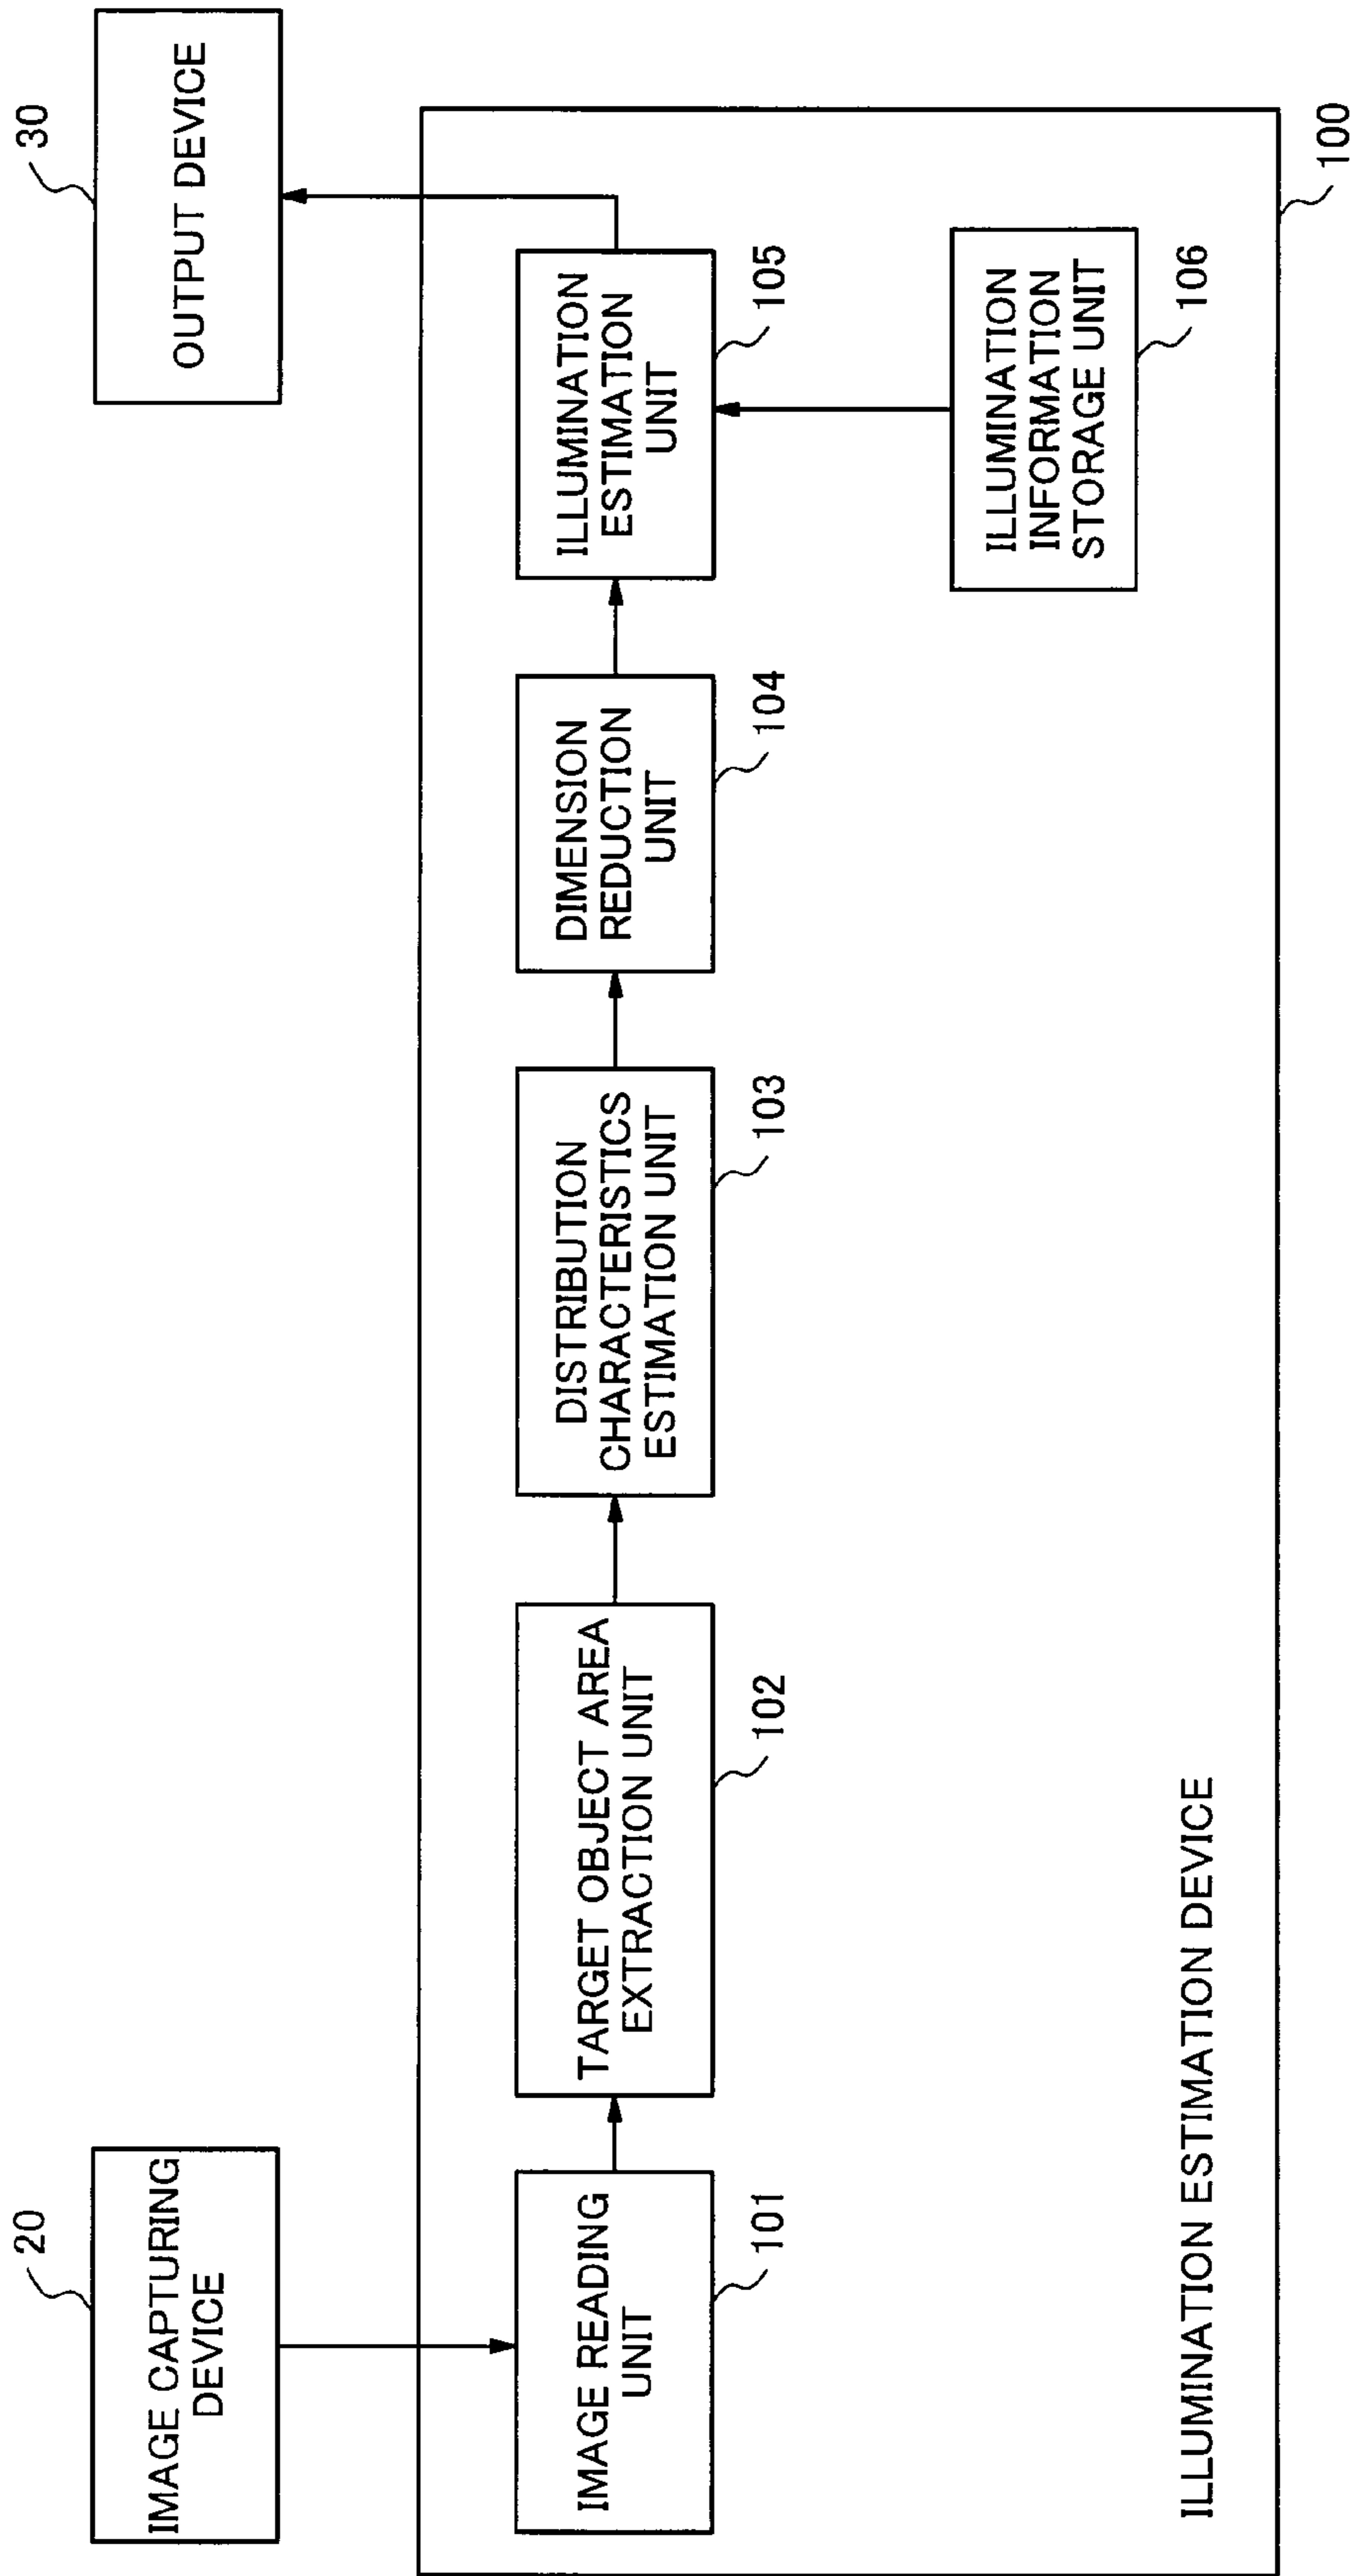 20
IMAGE CAPTURING
DEVICE
30
OUTPUT DEVICE
IMAGE READING
UNIT
101
TARGET OBJECT AREA
EXTRACTION UNIT
102
DISTRIBUTION
CHARACTERISTICS
ESTIMATION UNIT
103
DIMENSION
REDUCTION
UNIT
104
ILLUMINATION
ESTIMATION
UNIT
105
ILLUMINATION
INFORMATION
STORAGE UNIT
106
ILLUMINATION ESTIMATION DEVICE
100